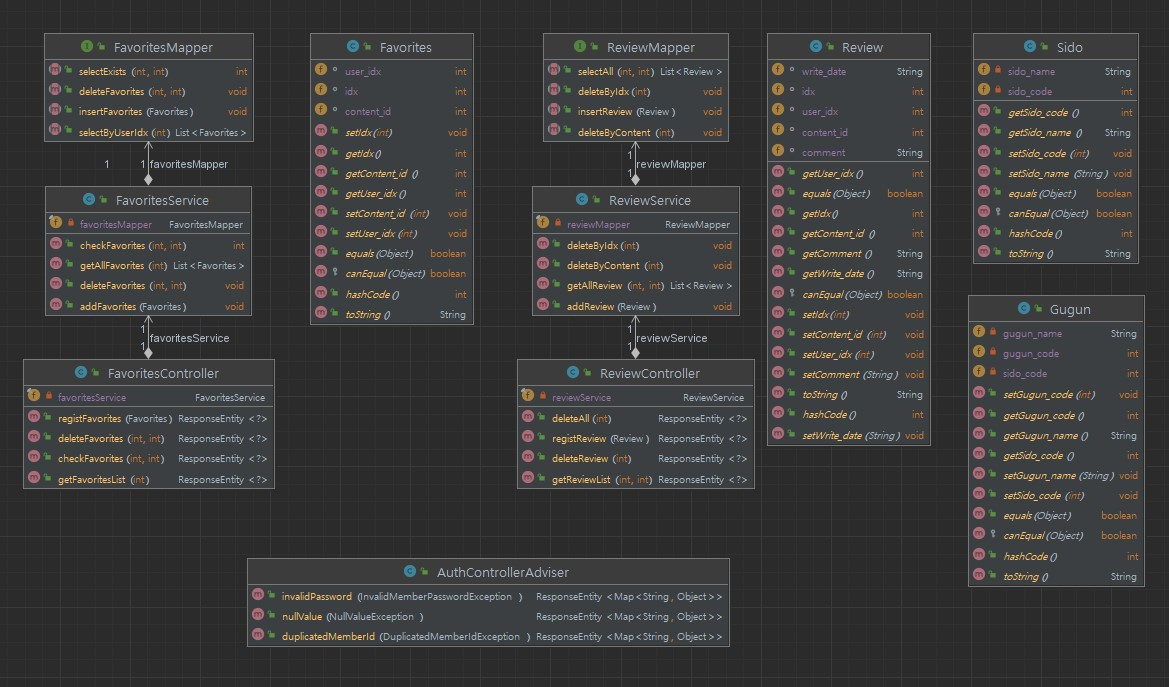 FavoritesMapper
selectExists (int, int) int
deleteFavorites (int, int) void
insertFavorites (Favorites) void
selectByUserIdx (int) List < Favorites >
1
1
favoritesMapper
FavoritesService
favoritesMapper FavoritesMapper
checkFavorites (int, int) int
getAllFavorites (int) List < Favorites >
deleteFavorites (int, int) void
addFavorites (Favorites) void
1
1
favoritesService
FavoritesController
favoritesService FavoritesService
registFavorites (Favorites) ResponseEntity <?>
deleteFavorites (int, int) ResponseEntity <?>
checkFavorites (int, int) ResponseEntity <?>
getFavoritesList (int) ResponseEntity <?>
Favorites
user_idx int
idx int
content_id int
setIdx(int) void
getIdx() int
getContent_id () int
getUser_idx () int
setContent_id (int) void
setUser_idx (int) void
equals (Object) boolean
canEqual (Object) boolean
hashCode () int
toString () String
ReviewMapper
selectAll (int, int) List < Review >
deleteByIdx (int) void
insertReview (Review ) void
deleteByContent (int) void
1
1
reviewMapper
ReviewService
reviewMapper ReviewMapper
deleteByIdx (int) void
deleteByContent (int) void
getAllReview (int, int) List < Review >
addReview (Review ) void
1
1
reviewService
ReviewController
reviewService ReviewService
deleteAll (int) ResponseEntity <?>
registReview (Review ) ResponseEntity <?>
deleteReview (int) ResponseEntity <?>
getReviewList (int, int) ResponseEntity <?>
Review
write_date String
idx int
user_idx int
content_id int
comment String
getUser_idx () int
equals (Object) boolean
getIdx() int
getContent_id () int
getComment () String
getWrite_date () String
canEqual (Object) boolean
setIdx(int) void
setContent_id (int) void
setUser_idx (int) void
setComment (String ) void
toString () String
hashCode () int
setWrite_date (String ) void
Sido
sido_name String
sido_code int
getSido_code () int
getSido_name () String
setSido_code (int) void
setSido_name (String ) void
equals (Object) boolean
canEqual (Object) boolean
hashCode () int
toString () String
Gugun
gugun_name String
gugun_code int
sido_code int
setGugun_code (int) void
getGugun_code () int
getGugun_name () String
getSido_code () int
setGugun_name (String ) void
setSido_code (int) void
equals (Object) boolean
canEqual (Object) boolean
hashCode () int
toString () String
AuthControllerAdviser
invalidPassword (InvalidMemberPasswordException ) ResponseEntity < Map < String , Object > >
nullValue (NullValueException ) ResponseEntity < Map < String , Object > >
duplicatedMemberId (DuplicatedMemberIdException ) ResponseEntity < Map < String , Object > >